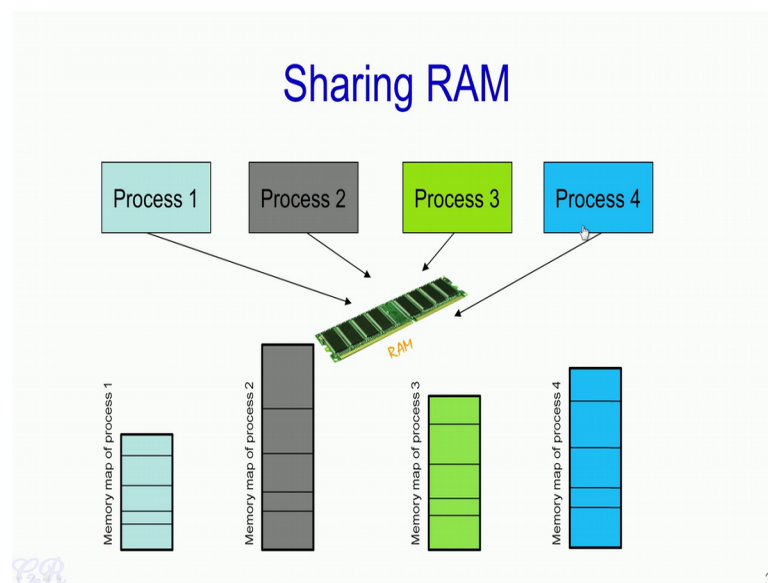 Sharing RAM
Process 1
Process 2
Process 3
Process 4
RAM
Memory map of process 1
Memory map of process 2
Memory map of process 3
Memory map of process 4